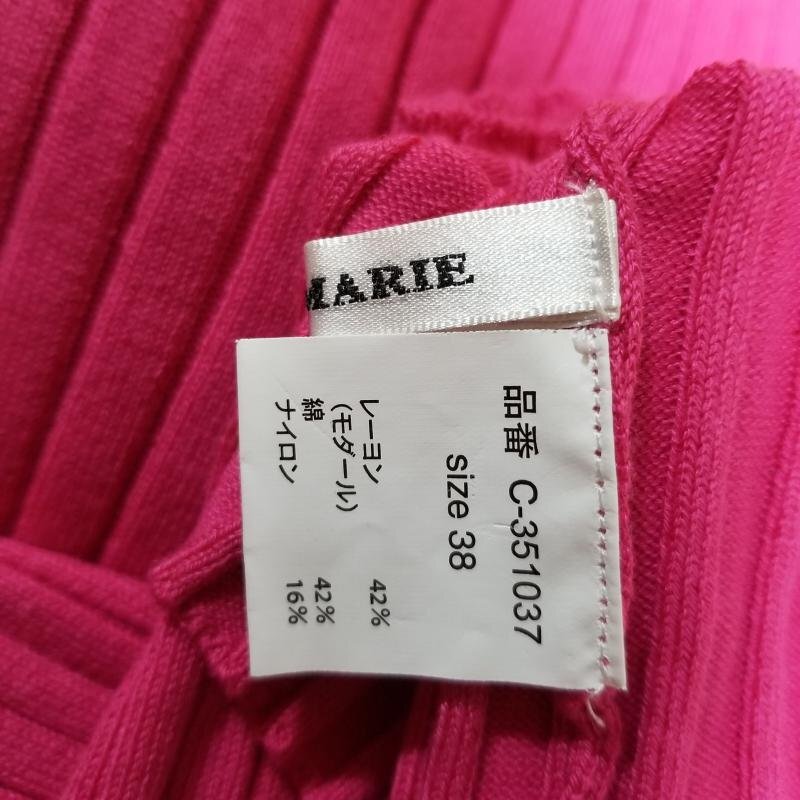 MARIE
品番 C-351037
size 38
レーヨン 42%
(モダール)
綿 42%
ナイロン 16%